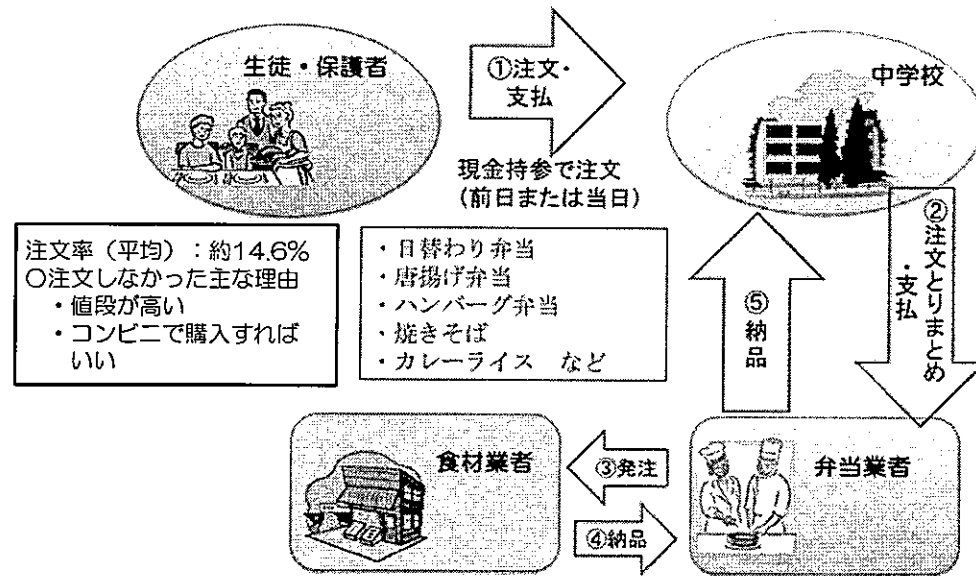 生徒・保護者
①注文・
支払
中学校
現金持参で注文
(前日または当日)
注文率（平均）：約14.6%
○注文しなかった主な理由
・値段が高い
・コンビニで購入すれば
いい
・日替わり弁当
・唐揚げ弁当
・ハンバーグ弁当
・焼きそば
・カレーライス　など
②注文とりまとめ
・支払
⑤納品
食材業者
③発注
④納品
弁当業者